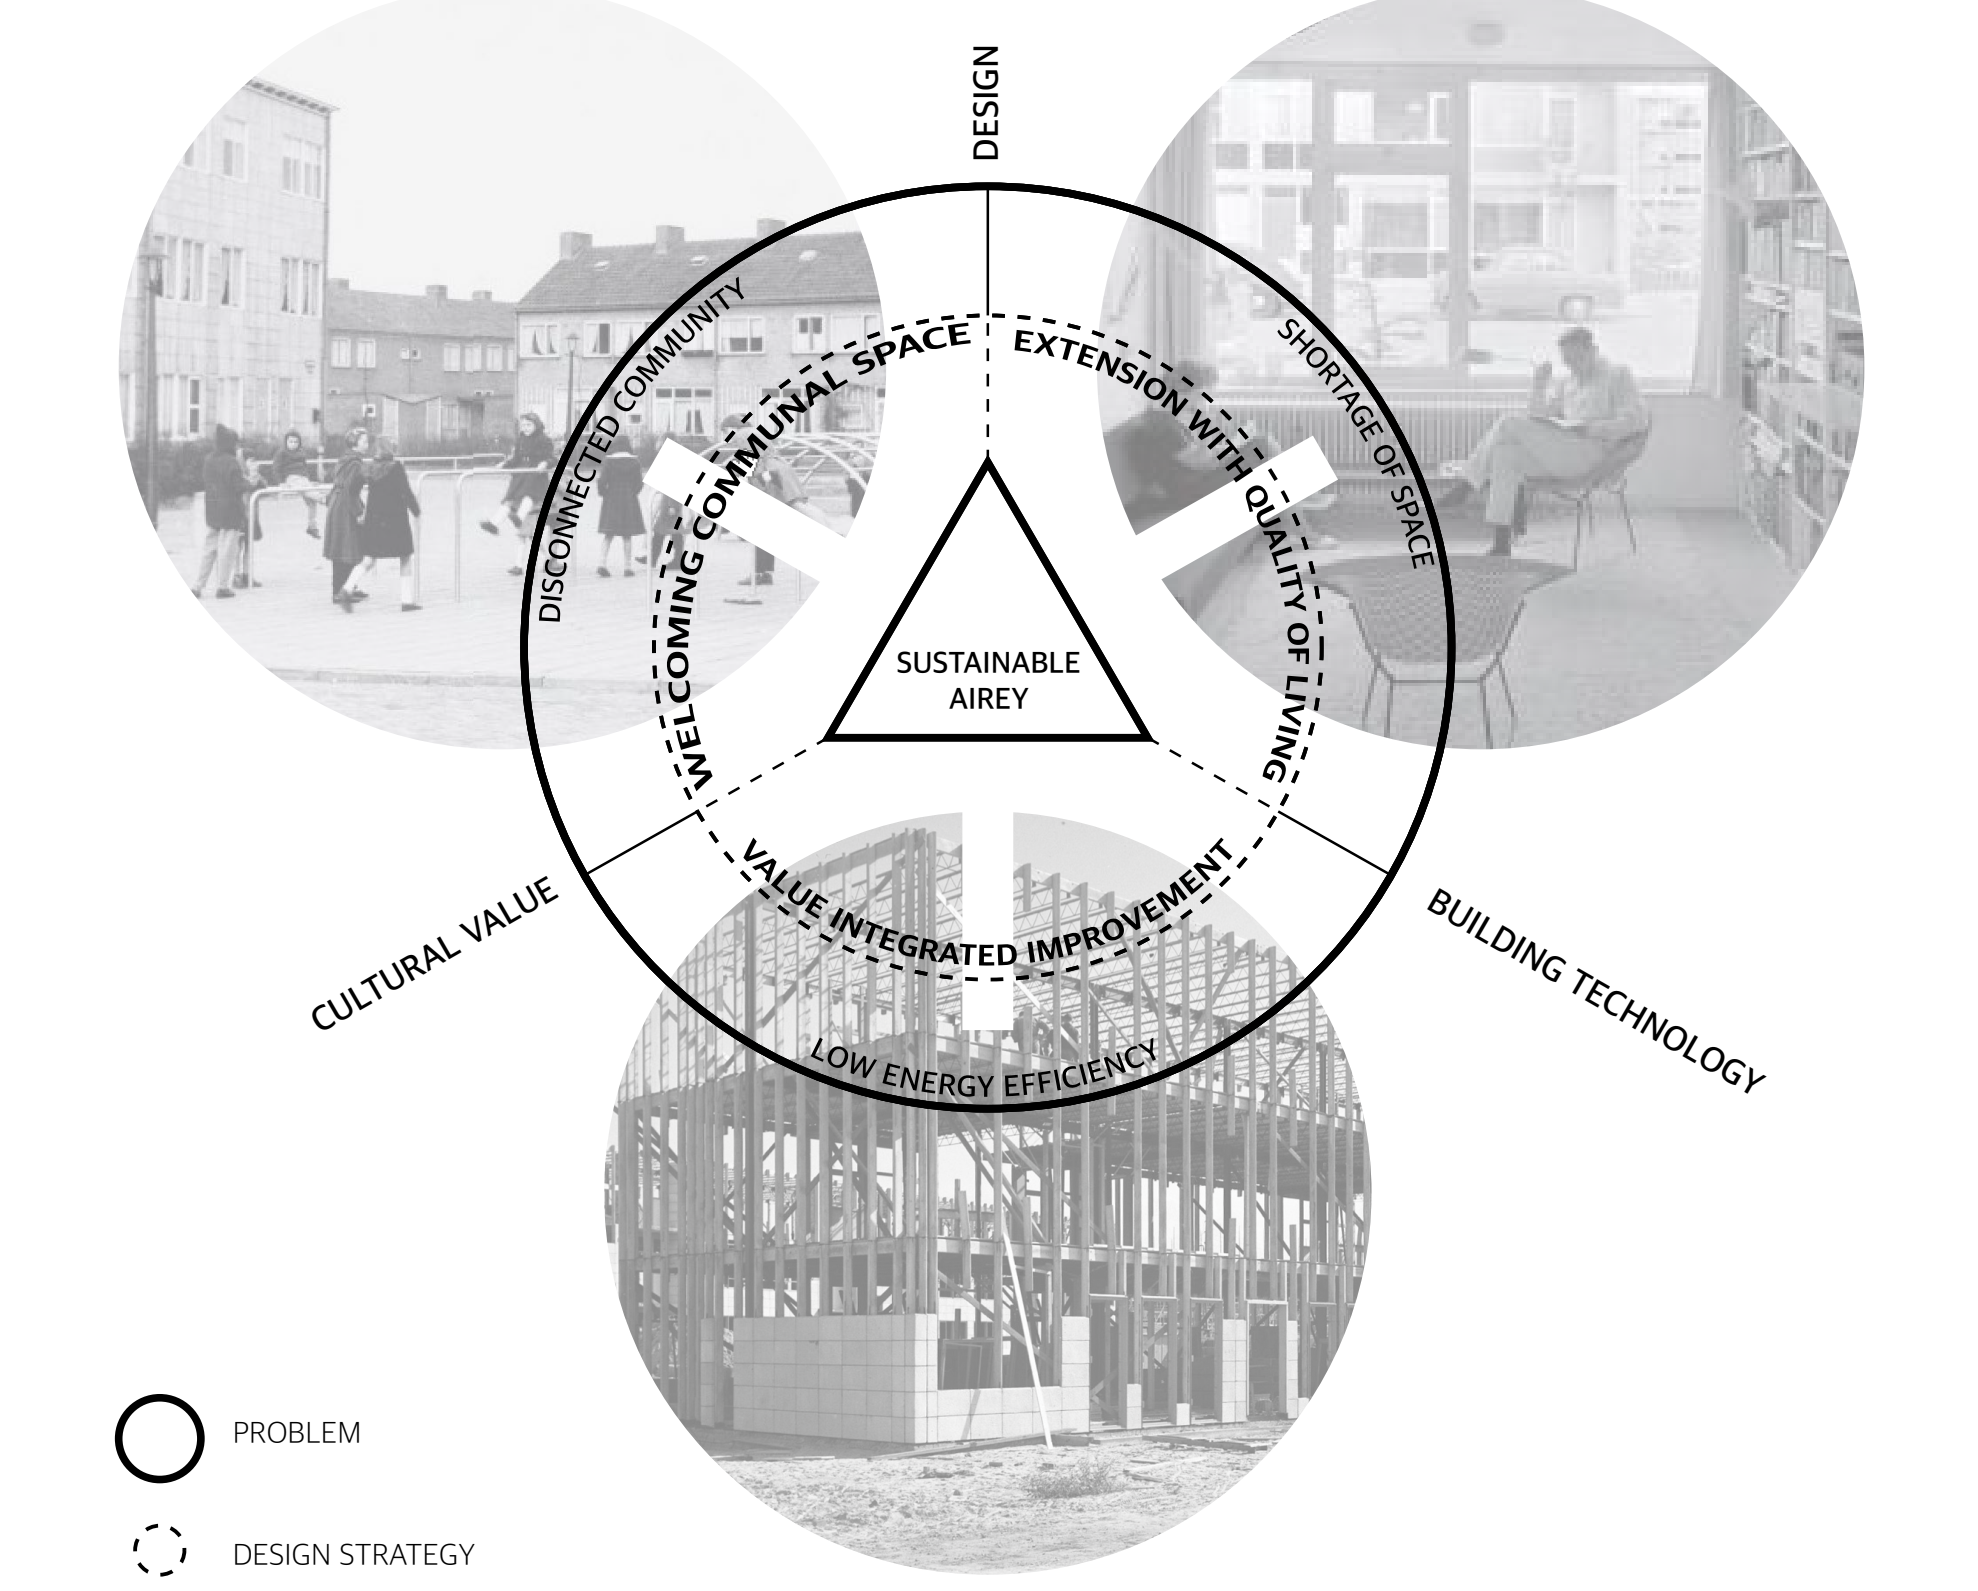 DESIGN
DISCONNECTED COMMUNITY
WELCOMING COMMUNAL SPACE
EXTENSION WITH QUALITY OF LIVING
SHORTAGE OF SPACE
SUSTAINABLE
AIREY
VALUE INTEGRATED IMPROVEMENT
LOW ENERGY EFFICIENCY
CULTURAL VALUE
BUILDING TECHNOLOGY
PROBLEM
DESIGN STRATEGY